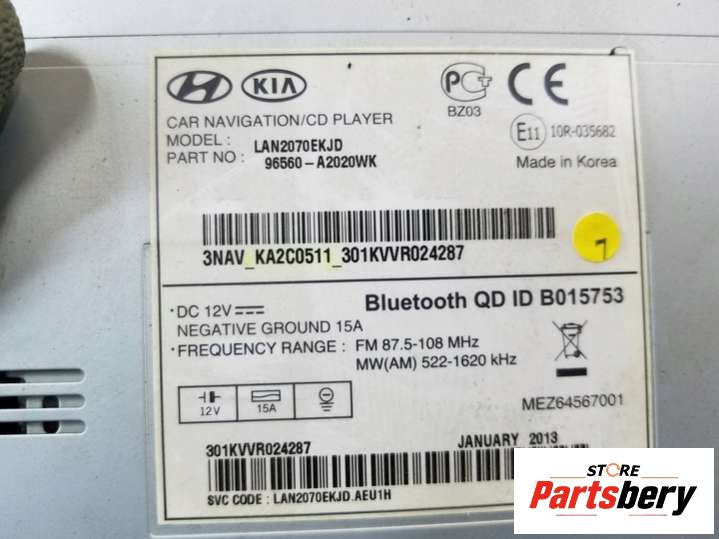 KIA
BZ03
CE
CAR NAVIGATION/CD PLAYER
MODEL : LAN2070EKJD
PART NO : 96560-A2020WK
E11 10R-035682
Made in Korea
3NAV_KA2C0511_301KVVR024287
7
·DC 12V
NEGATIVE GROUND 15A
Bluetooth QD ID B015753
·FREQUENCY RANGE : FM 87.5-108 MHz
MW(AM) 522-1620 kHz
12V
15A
MEZ64567001
301KVVR024287
JANUARY 2013
SVC CODE : LAN2070EKJD.AEU1H
STORE
Partsbery